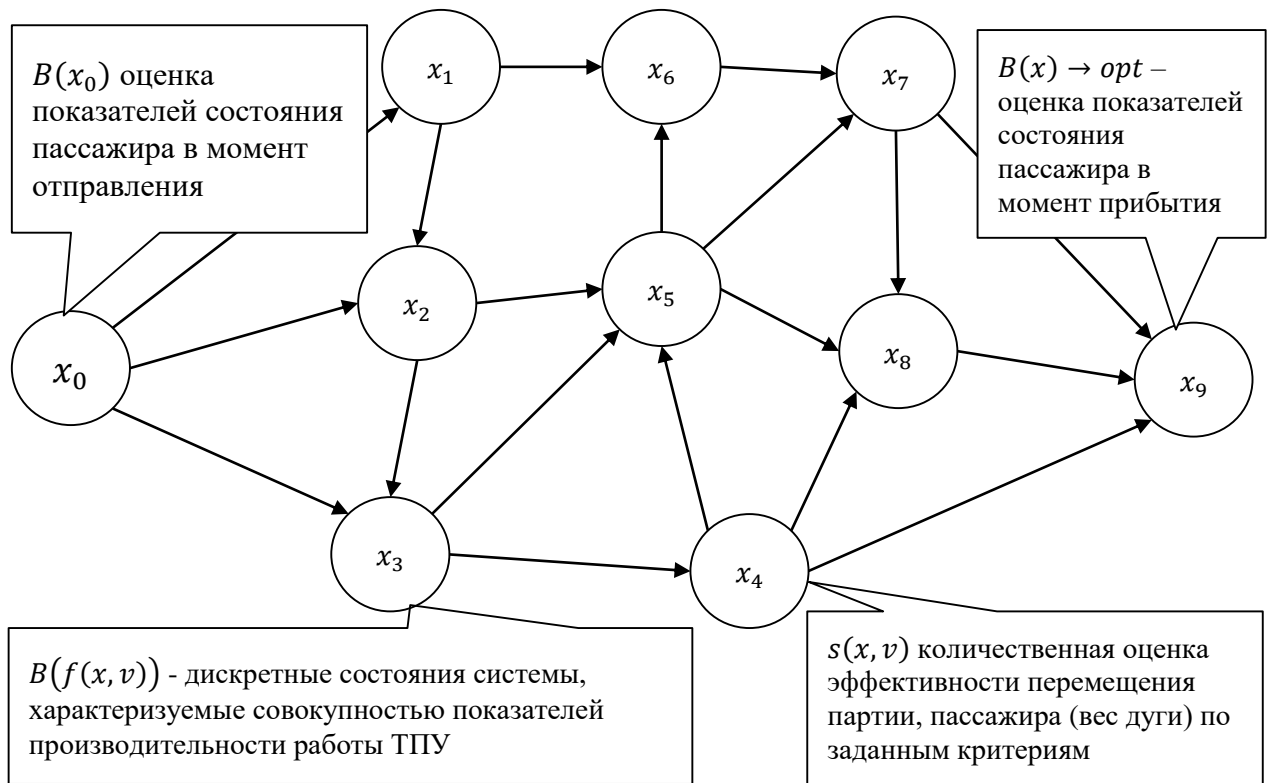 B(x₀) оценка
показателей состояния
пассажира в момент
отправления
x₁
x₆
x₇
B(x) → opt –
оценка показателей
состояния
пассажира в
момент прибытия
x₀
x₂
x₅
x₈
x₉
x₃
x₄
B(f(x, v)) - дискретные состояния системы,
характеризуемые совокупностью показателей
производительности работы ТПУ
s(x, v) количественная оценка
эффективности перемещения
партии, пассажира (вес дуги) по
заданным критериям